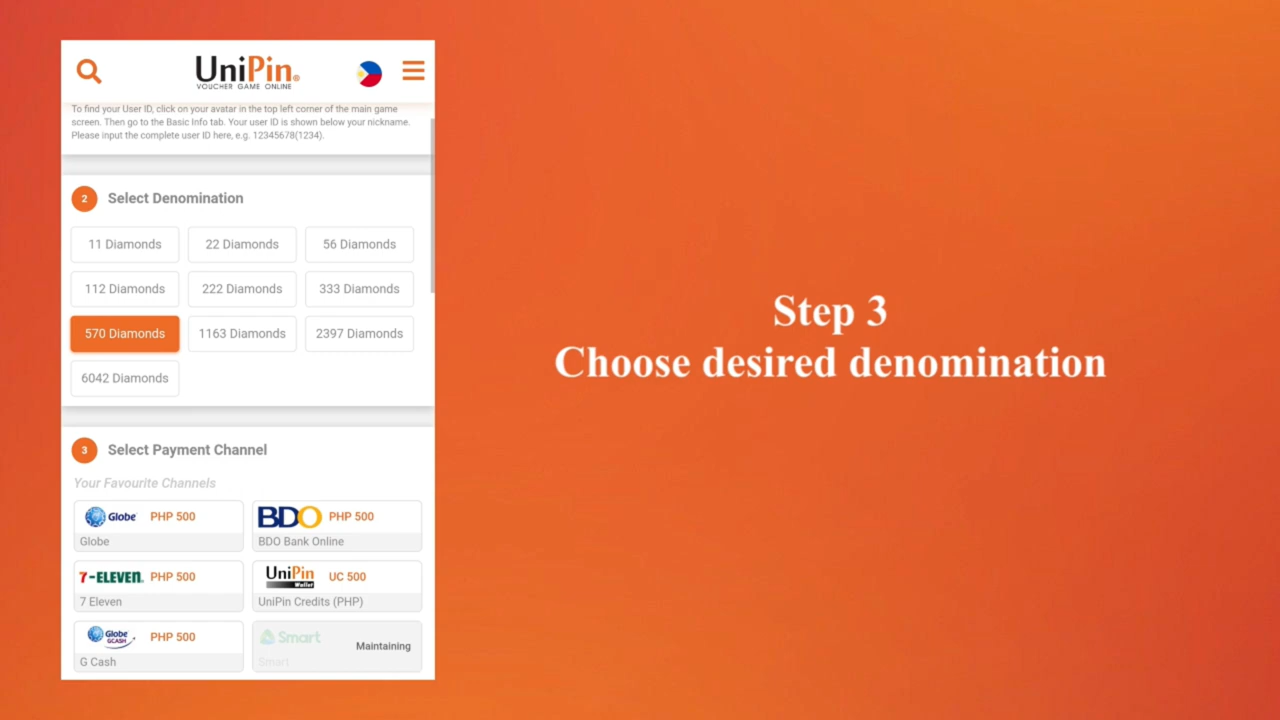 UniPin®
VOUCHER GAME ONLINE
To find your User ID, click on your avatar in the top left corner of the main game
screen. Then go to the Basic Info tab. Your user ID is shown below your nickname.
Please input the complete user ID here, e.g. 12345678(1234).
2 Select Denomination
11 Diamonds 22 Diamonds 56 Diamonds
112 Diamonds 222 Diamonds 333 Diamonds
570 Diamonds 1163 Diamonds 2397 Diamonds
6042 Diamonds
3 Select Payment Channel
Your Favourite Channels
Globe PHP 500 BDO PHP 500
Globe BDO Bank Online
7-ELEVEN. PHP 500 UniPin Wallet UC 500
7 Eleven UniPin Credits (PHP)
Globe GCASH PHP 500 Smart Maintaining
G Cash Smart
Step 3
Choose desired denomination